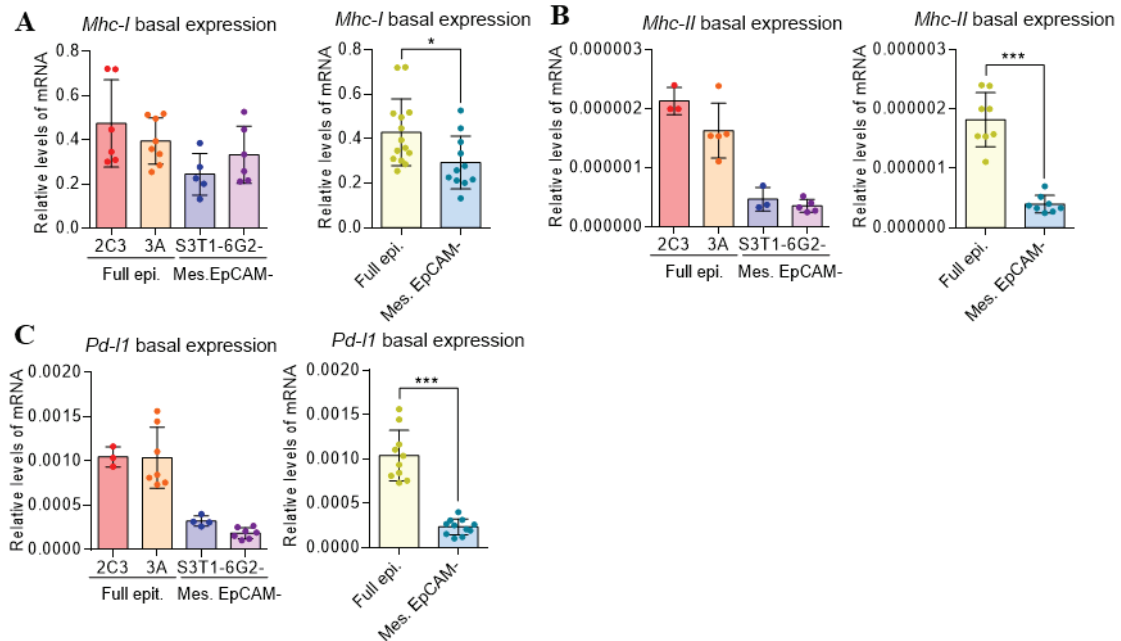 A
Mhc-I basal expression
Relative levels of mRNA
0.8
0.6
0.4
0.2
0.0
2C3 3A S3T1-6G2-
Full epi. Mes.EpCAM-
Mhc-I basal expression
Relative levels of mRNA
0.8
0.6
0.4
0.2
0.0
*
Full epi.
Mes. EpCAM-
B
Mhc-II basal expression
Relative levels of mRNA
0.000003
0.000002
0.000001
0.000000
2C3 3A S3T1-6G2-
Full epi. Mes. EpCAM-
Mhc-II basal expression
Relative levels of mRNA
0.000003
0.000002
0.000001
0.000000
***
Full epi.
Mes. EpCAM-
C
Pd-l1 basal expression
Relative levels of mRNA
0.0020
0.0015
0.0010
0.0005
0.0000
2C3 3A S3T1-6G2-
Full epit. Mes. EpCAM-
Pd-l1 basal expression
Relative levels of mRNA
0.0020
0.0015
0.0010
0.0005
0.0000
***
Full epi.
Mes. EpCAM-